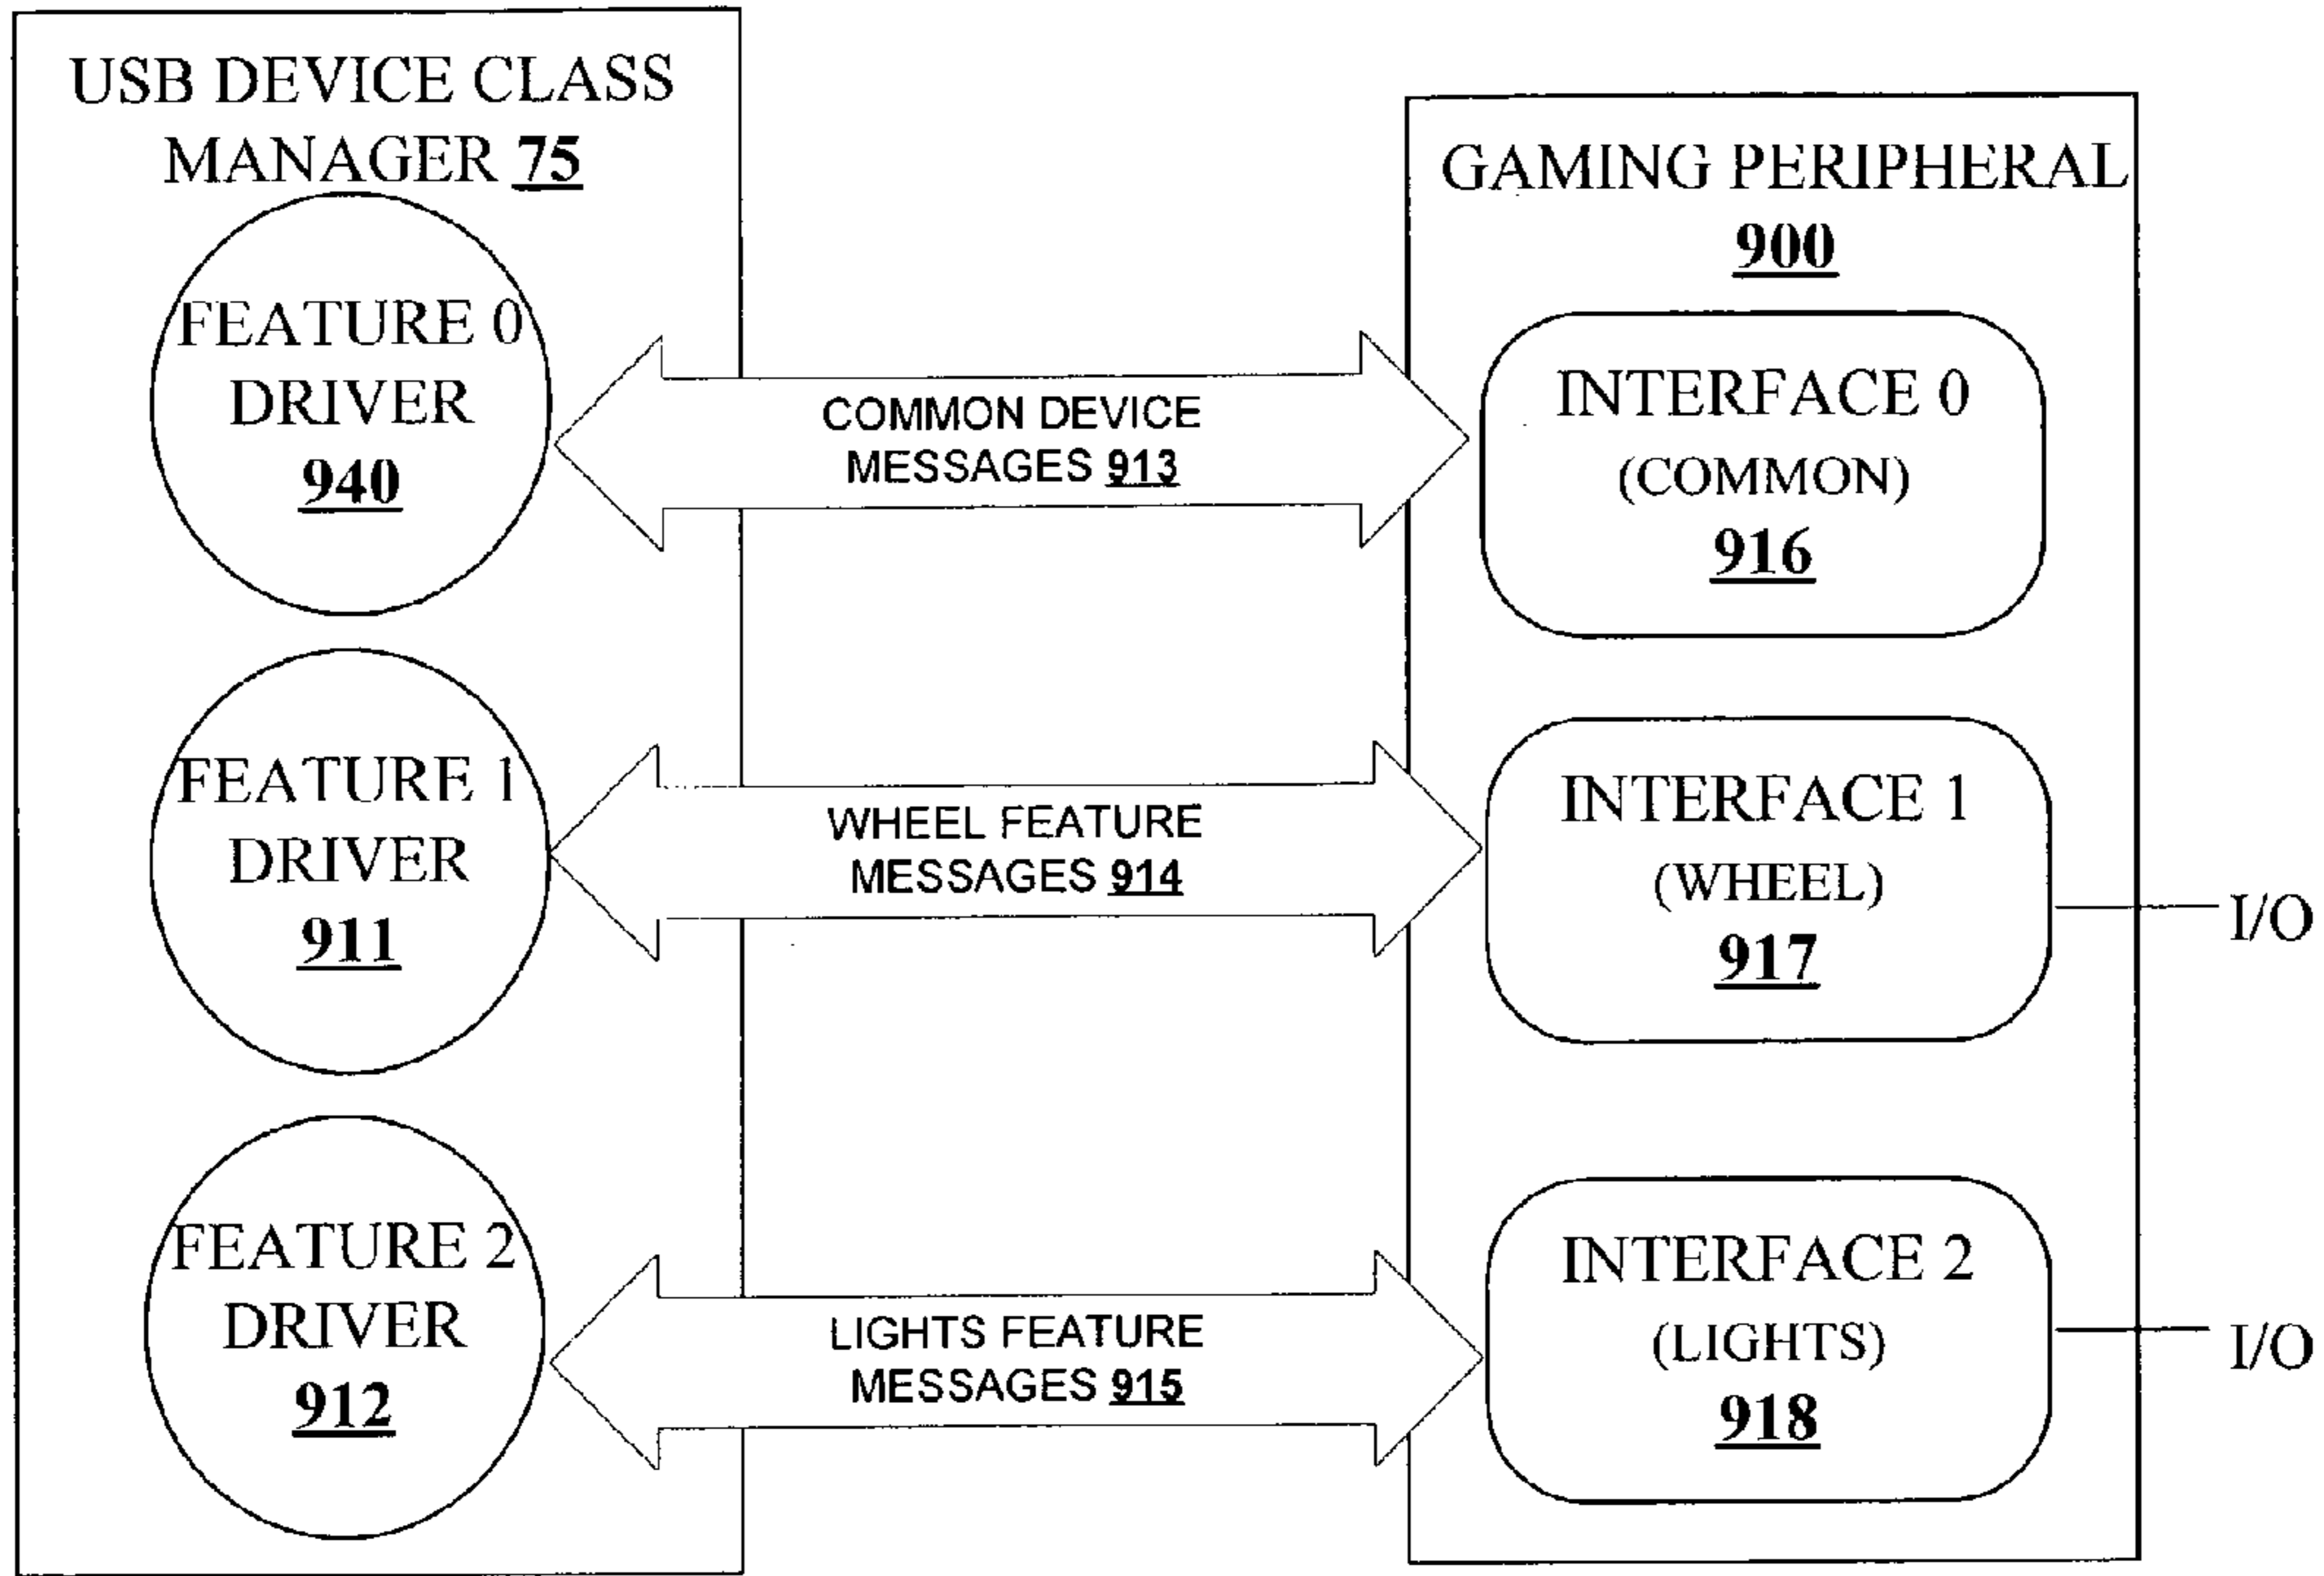 USB DEVICE CLASS
MANAGER 75
FEATURE 0
DRIVER
940
FEATURE 1
DRIVER
911
FEATURE 2
DRIVER
912
COMMON DEVICE
MESSAGES 913
WHEEL FEATURE
MESSAGES 914
LIGHTS FEATURE
MESSAGES 915
GAMING PERIPHERAL
900
INTERFACE 0
(COMMON)
916
INTERFACE 1
(WHEEL)
917
I/O
INTERFACE 2
(LIGHTS)
918
I/O